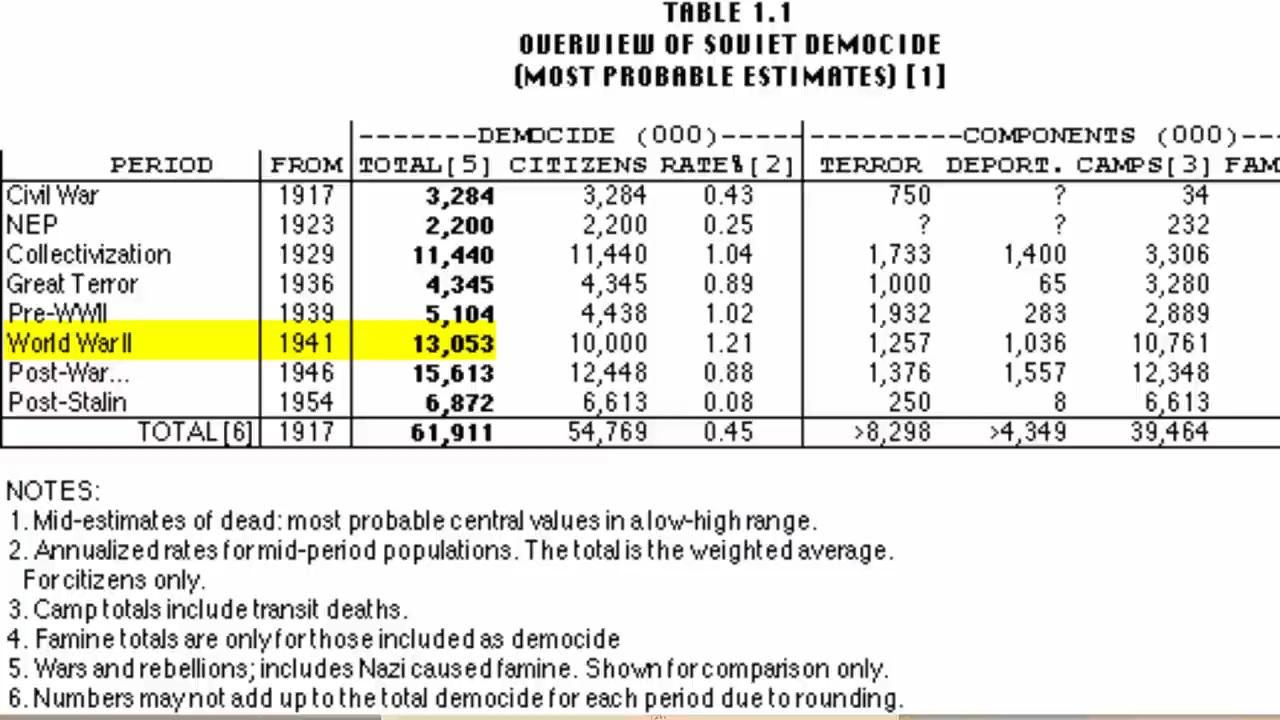 TABLE 1.1
OVERVIEW OF SOVIET DEMOCIDE
(MOST PROBABLE ESTIMATES) [1]
-------DEMOCIDE (000)----- ---------COMPONENTS (000)---
PERIOD FROM TOTAL[5] CITIZENS RATE%[2] TERROR DEPORT. CAMPS[3] FAM
Civil War 1917 3,284 3,284 0.43 750 ? 34
NEP 1923 2,200 2,200 0.25 ? ? 232
Collectivization 1929 11,440 11,440 1.04 1,733 1,400 3,306
Great Terror 1936 4,345 4,345 0.89 1,000 65 3,280
Pre-WWII 1939 5,104 4,438 1.02 1,932 283 2,889
World War II 1941 13,053 10,000 1.21 1,257 1,036 10,761
Post-War... 1946 15,613 12,448 0.88 1,376 1,557 12,348
Post-Stalin 1954 6,872 6,613 0.08 250 8 6,613
TOTAL[6] 1917 61,911 54,769 0.45 >8,298 >4,349 39,464
NOTES:
1. Mid-estimates of dead: most probable central values in a low-high range.
2. Annualized rates for mid-period populations. The total is the weighted average.
For citizens only.
3. Camp totals include transit deaths.
4. Famine totals are only for those included as democide
5. Wars and rebellions; includes Nazi caused famine. Shown for comparison only.
6. Numbers may not add up to the total democide for each period due to rounding.